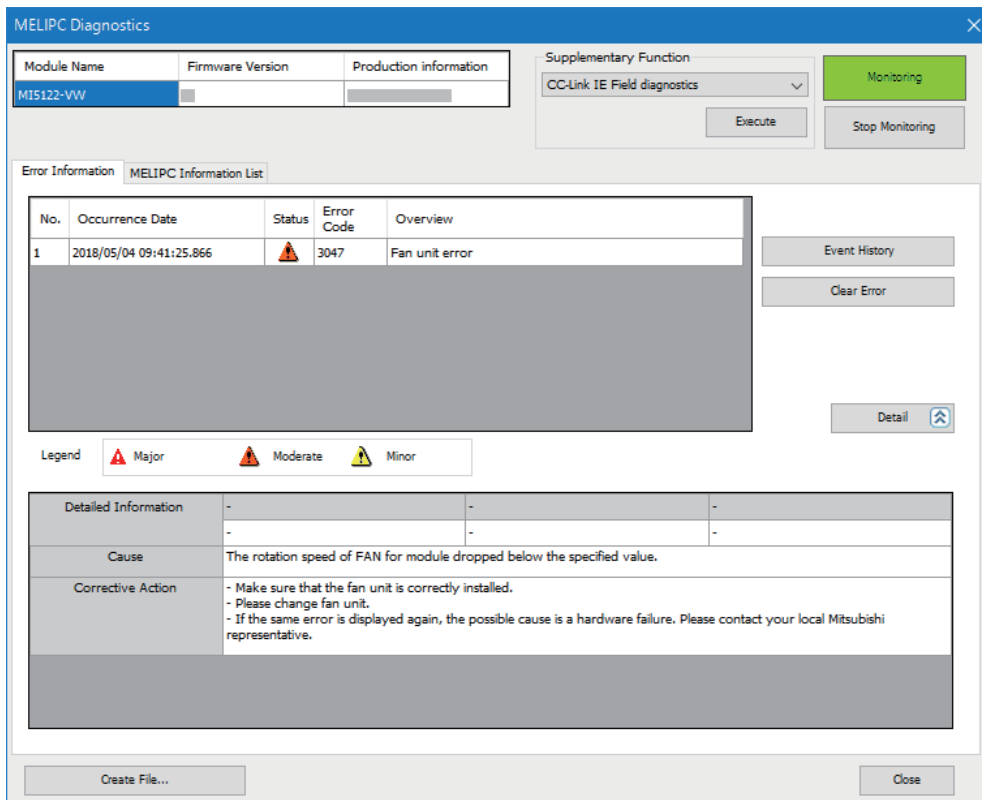 MELIPC Diagnostics
Module Name Firmware Version Production information
MI5122-VW
Supplementary Function
CC-Link IE Field diagnostics
Execute
Monitoring
Stop Monitoring
Error Information MELIPC Information List
No. Occurrence Date Status Error Code Overview
1 2018/05/04 09:41:25.866 3047 Fan unit error
Event History
Clear Error
Detail
Legend Major Moderate Minor
Detailed Information - - -
- - -
Cause The rotation speed of FAN for module dropped below the specified value.
Corrective Action - Make sure that the fan unit is correctly installed.
- Please change fan unit.
- If the same error is displayed again, the possible cause is a hardware failure. Please contact your local Mitsubishi
representative.
Create File...
Close